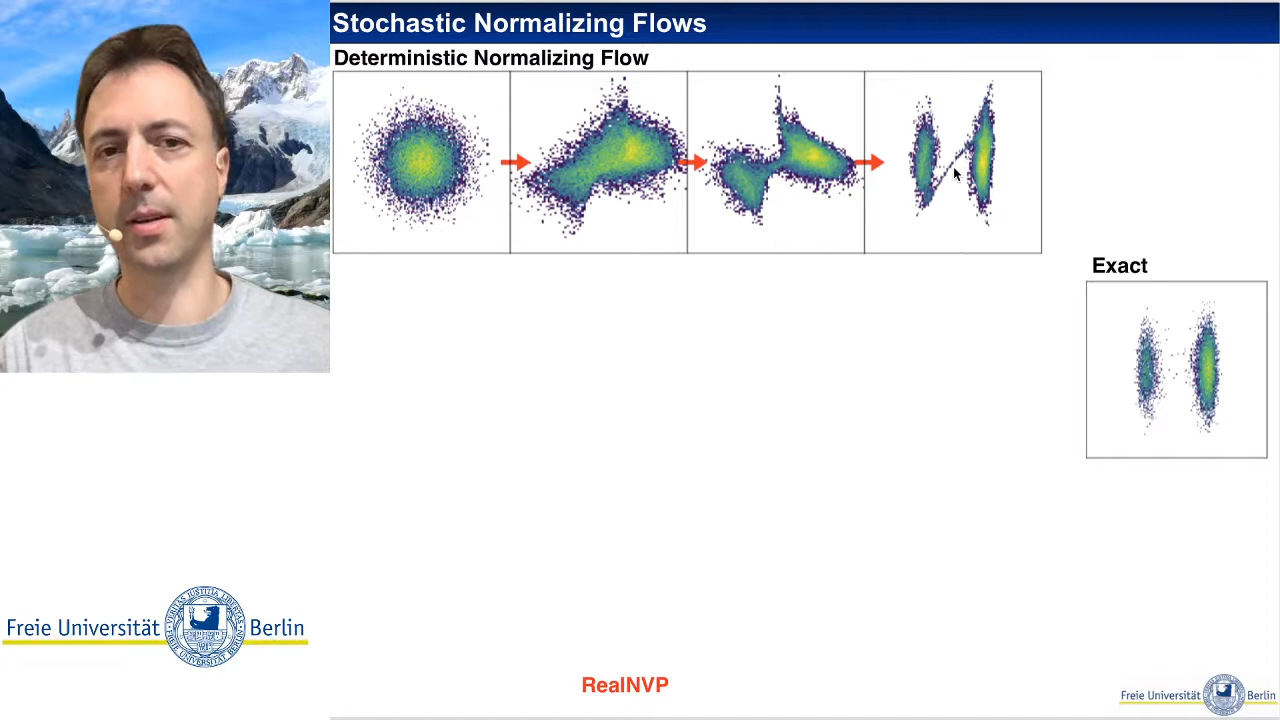 Stochastic Normalizing Flows
Deterministic Normalizing Flow
Exact
Freie Universität Berlin
RealNVP
Freie Universität Berlin